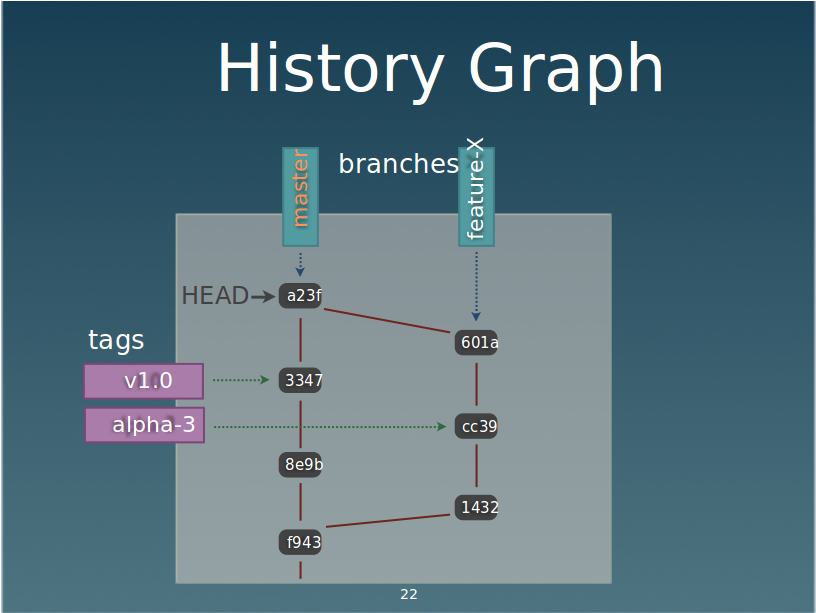 History Graph
master
branches
feature-X
HEAD
a23f
601a
tags
v1.0
3347
alpha-3
cc39
8e9b
1432
f943
22